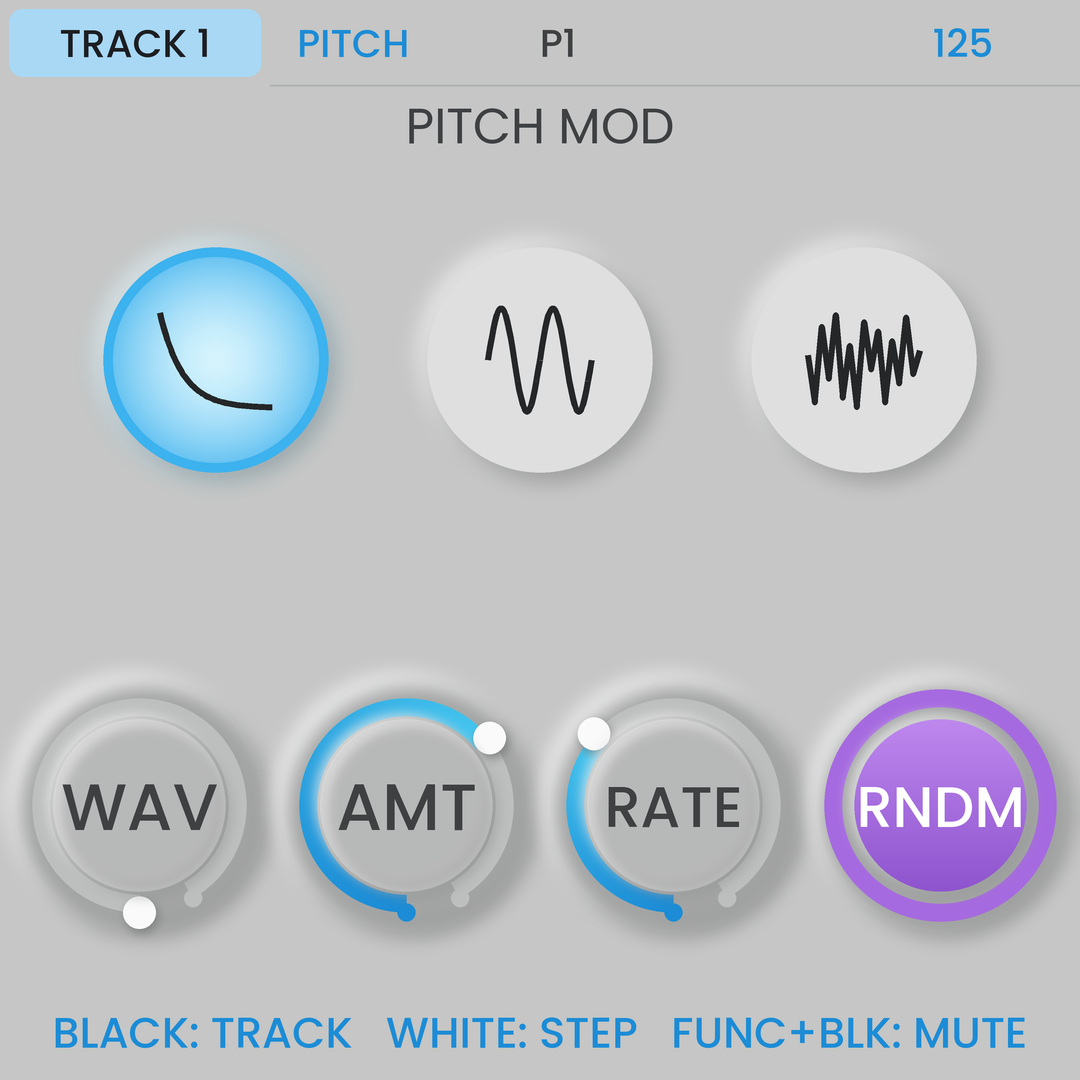 TRACK 1 PITCH P1 125
PITCH MOD
WAV AMT RATE RNDM
BLACK: TRACK WHITE: STEP FUNC+BLK: MUTE